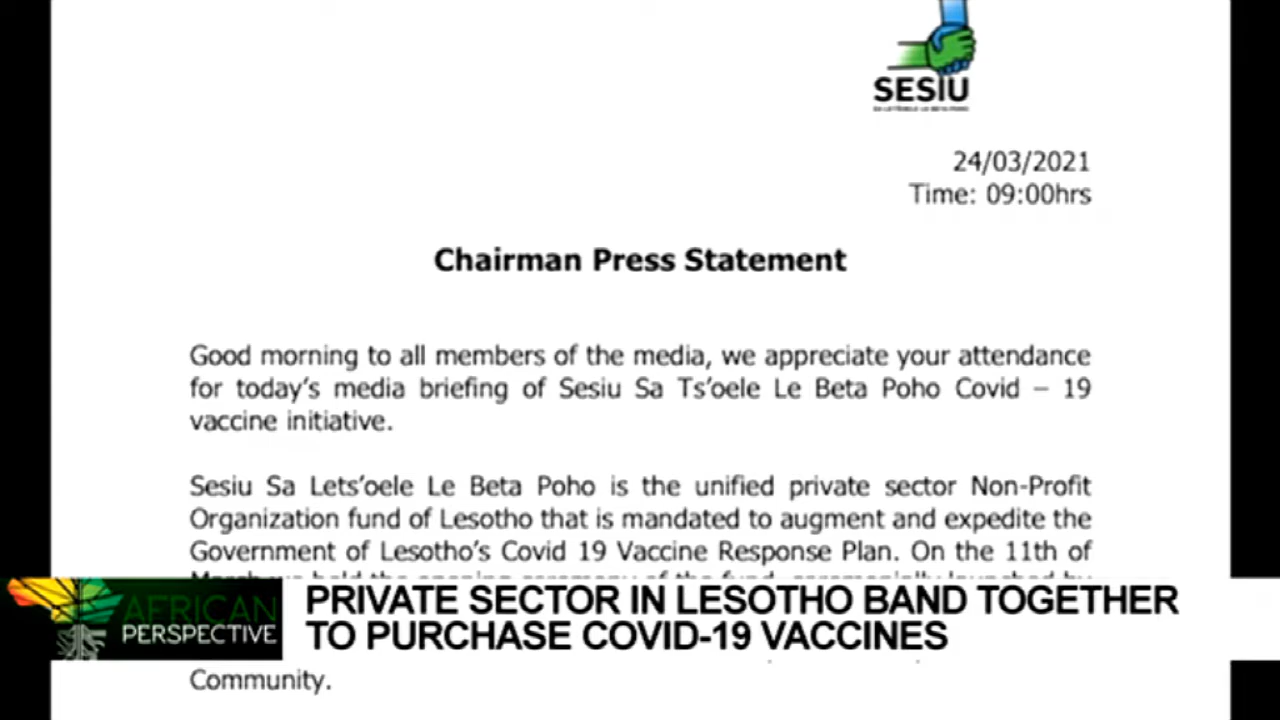 SESIU
24/03/2021
Time: 09:00hrs
Chairman Press Statement
Good morning to all members of the media, we appreciate your attendance
for today's media briefing of Sesiu Sa Ts'oele Le Beta Poho Covid – 19
vaccine initiative.
Sesiu Sa Lets'oele Le Beta Poho is the unified private sector Non-Profit
Organization fund of Lesotho that is mandated to augment and expedite the
Government of Lesotho's Covid 19 Vaccine Response Plan. On the 11th of
AFRICAN
PERSPECTIVE
PRIVATE SECTOR IN LESOTHO BAND TOGETHER
TO PURCHASE COVID-19 VACCINES
Community.